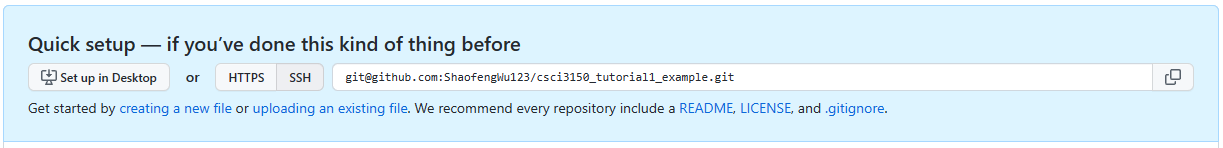 Quick setup — if you’ve done this kind of thing before
Set up in Desktop or HTTPS SSH git@github.com:ShaofengWu123/csci3150_tutorial1_example.git
Get started by creating a new file or uploading an existing file. We recommend every repository include a README, LICENSE, and .gitignore.